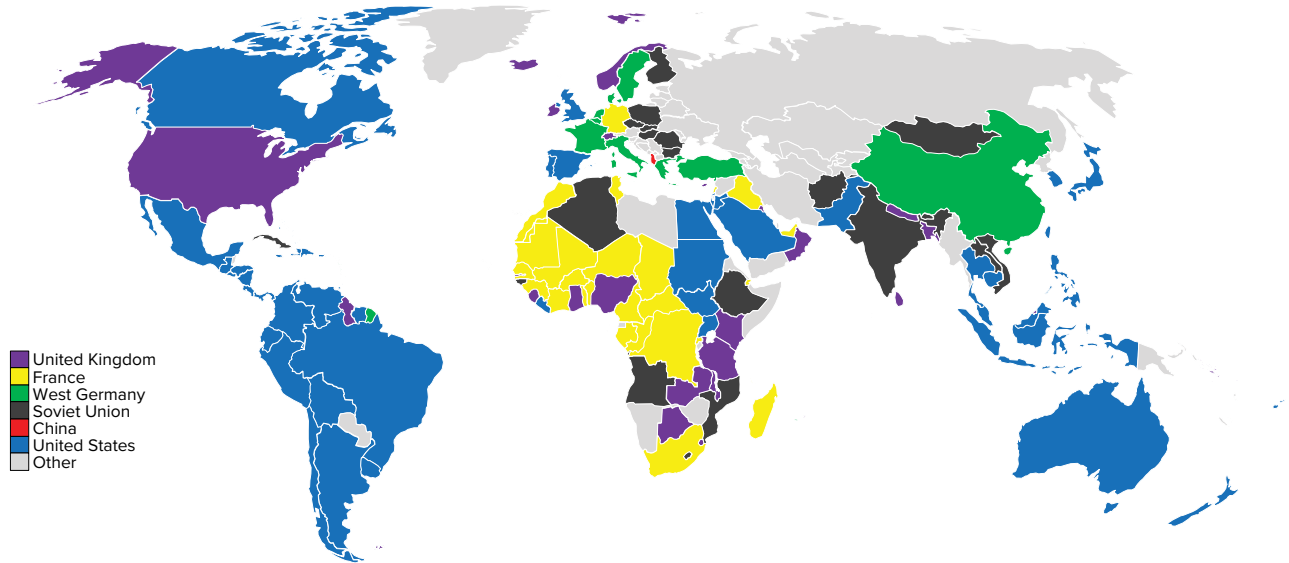 United Kingdom
France
West Germany
Soviet Union
China
United States
Other